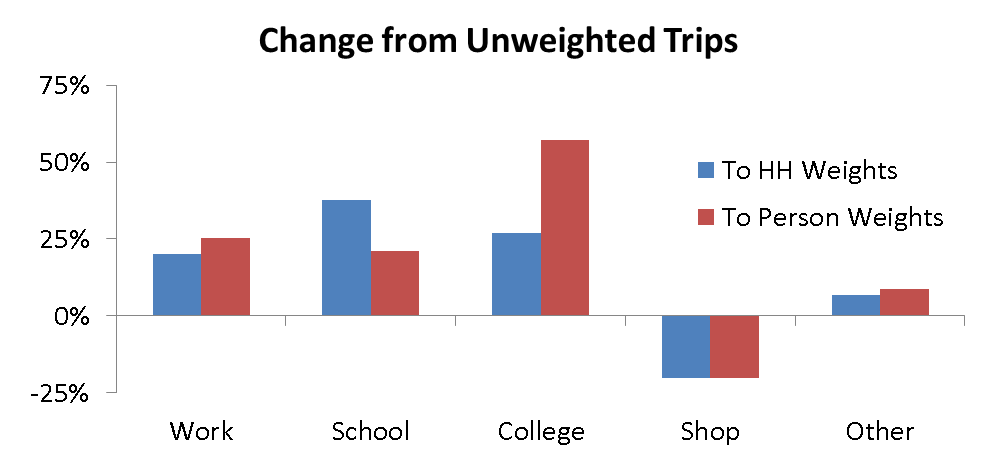 Change from Unweighted Trips
75%
50%
25%
0%
-25%
To HH Weights
To Person Weights
Work School College Shop Other